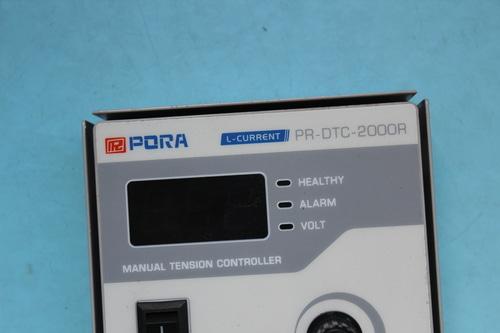 PORA L-CURRENT PR-DTC-2000R
HEALTHY
ALARM
VOLT
MANUAL TENSION CONTROLLER